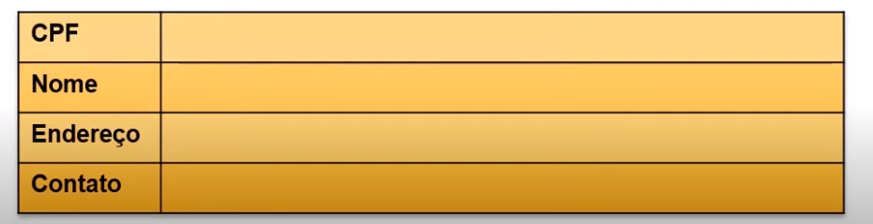 CPF
Nome
Endereço
Contato